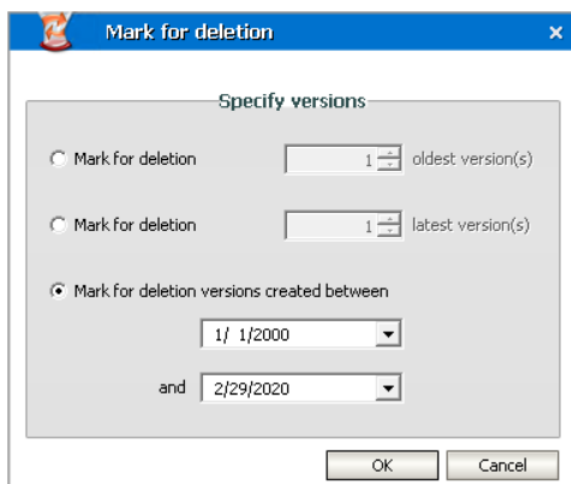 Mark for deletion
Specify versions
Mark for deletion 1 oldest version(s)
Mark for deletion 1 latest version(s)
Mark for deletion versions created between
1/ 1/2000
and 2/29/2020
OK Cancel